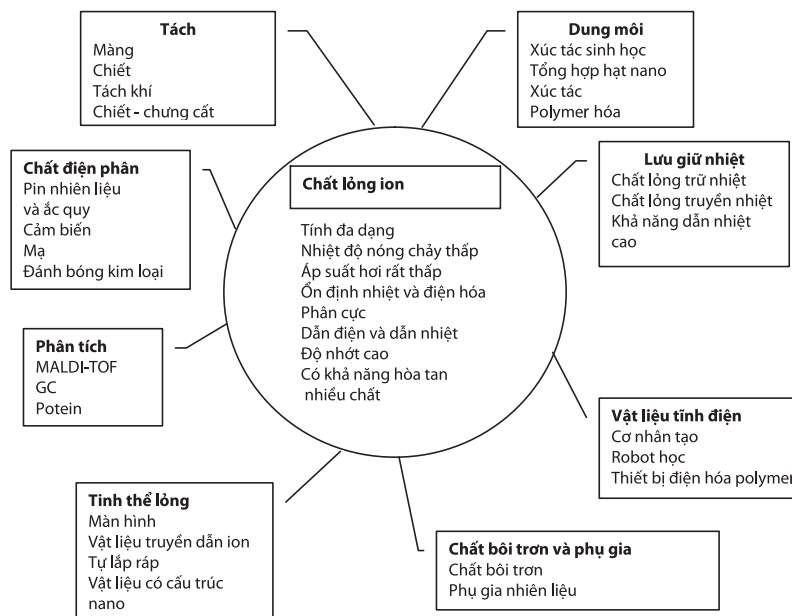 Tách
Màng
Chiết
Tách khí
Chiết - chưng cất
Dung môi
Xúc tác sinh học
Tổng hợp hạt nano
Xúc tác
Polymer hóa
Chất điện phân
Pin nhiên liệu
và ắc quy
Cảm biến
Mạ
Đánh bóng kim loại
Chất lỏng ion
Tính đa dạng
Nhiệt độ nóng chảy thấp
Áp suất hơi rất thấp
Ổn định nhiệt và điện hóa
Phân cực
Dẫn điện và dẫn nhiệt
Độ nhớt cao
Có khả năng hòa tan
nhiều chất
Lưu giữ nhiệt
Chất lỏng trữ nhiệt
Chất lỏng truyền nhiệt
Khả năng dẫn nhiệt
cao
Phân tích
MALDI-TOF
GC
Potein
Vật liệu tĩnh điện
Cơ nhân tạo
Robot học
Thiết bị điện hóa polymer
Tinh thể lỏng
Màn hình
Vật liệu truyền dẫn ion
Tự lắp ráp
Vật liệu có cấu trúc
nano
Chất bôi trơn và phụ gia
Chất bôi trơn
Phụ gia nhiên liệu